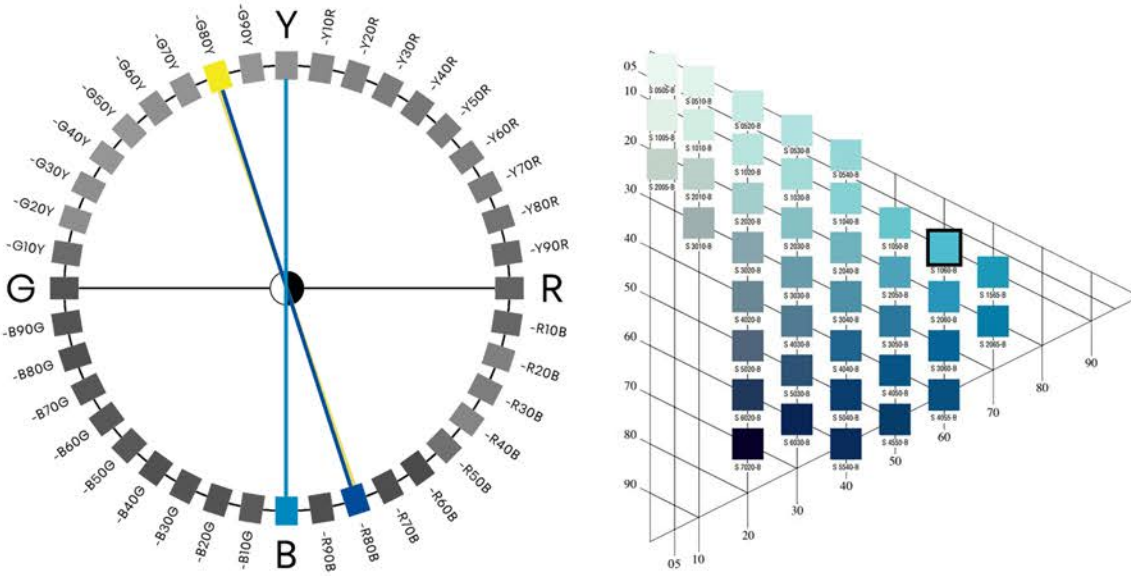 Y
-Y10R
-Y20R
-Y30R
-Y40R
-Y50R
-Y60R
-Y70R
-Y80R
-Y90R
R
-R10B
-R20B
-R30B
-R40B
-R50B
-R60B
-R70B
-R80B
-R90B
B
-B10G
-B20G
-B30G
-B40G
-B50G
-B60G
-B70G
-B80G
-B90G
G
-G10Y
-G20Y
-G30Y
-G40Y
-G50Y
-G60Y
-G70Y
-G80Y
-G90Y
05
10
20
30
40
50
60
70
80
90
S 0505-B
S 0510-B
S 0520-B
S 0530-B
S 0540-B
S 1005-B
S 1010-B
S 1020-B
S 1030-B
S 1040-B
S 1050-B
S 1060-B
S 1565-B
S 2005-B
S 2010-B
S 2020-B
S 2030-B
S 2040-B
S 2050-B
S 2060-B
S 2065-B
S 3010-B
S 3020-B
S 3030-B
S 3040-B
S 3050-B
S 3060-B
S 4020-B
S 4030-B
S 4040-B
S 4050-B
S 4055-B
S 5020-B
S 5030-B
S 5040-B
S 4550-B
S 6020-B
S 6030-B
S 5540-B
S 7020-B
05
10
20
30
40
50
60
70
80
90